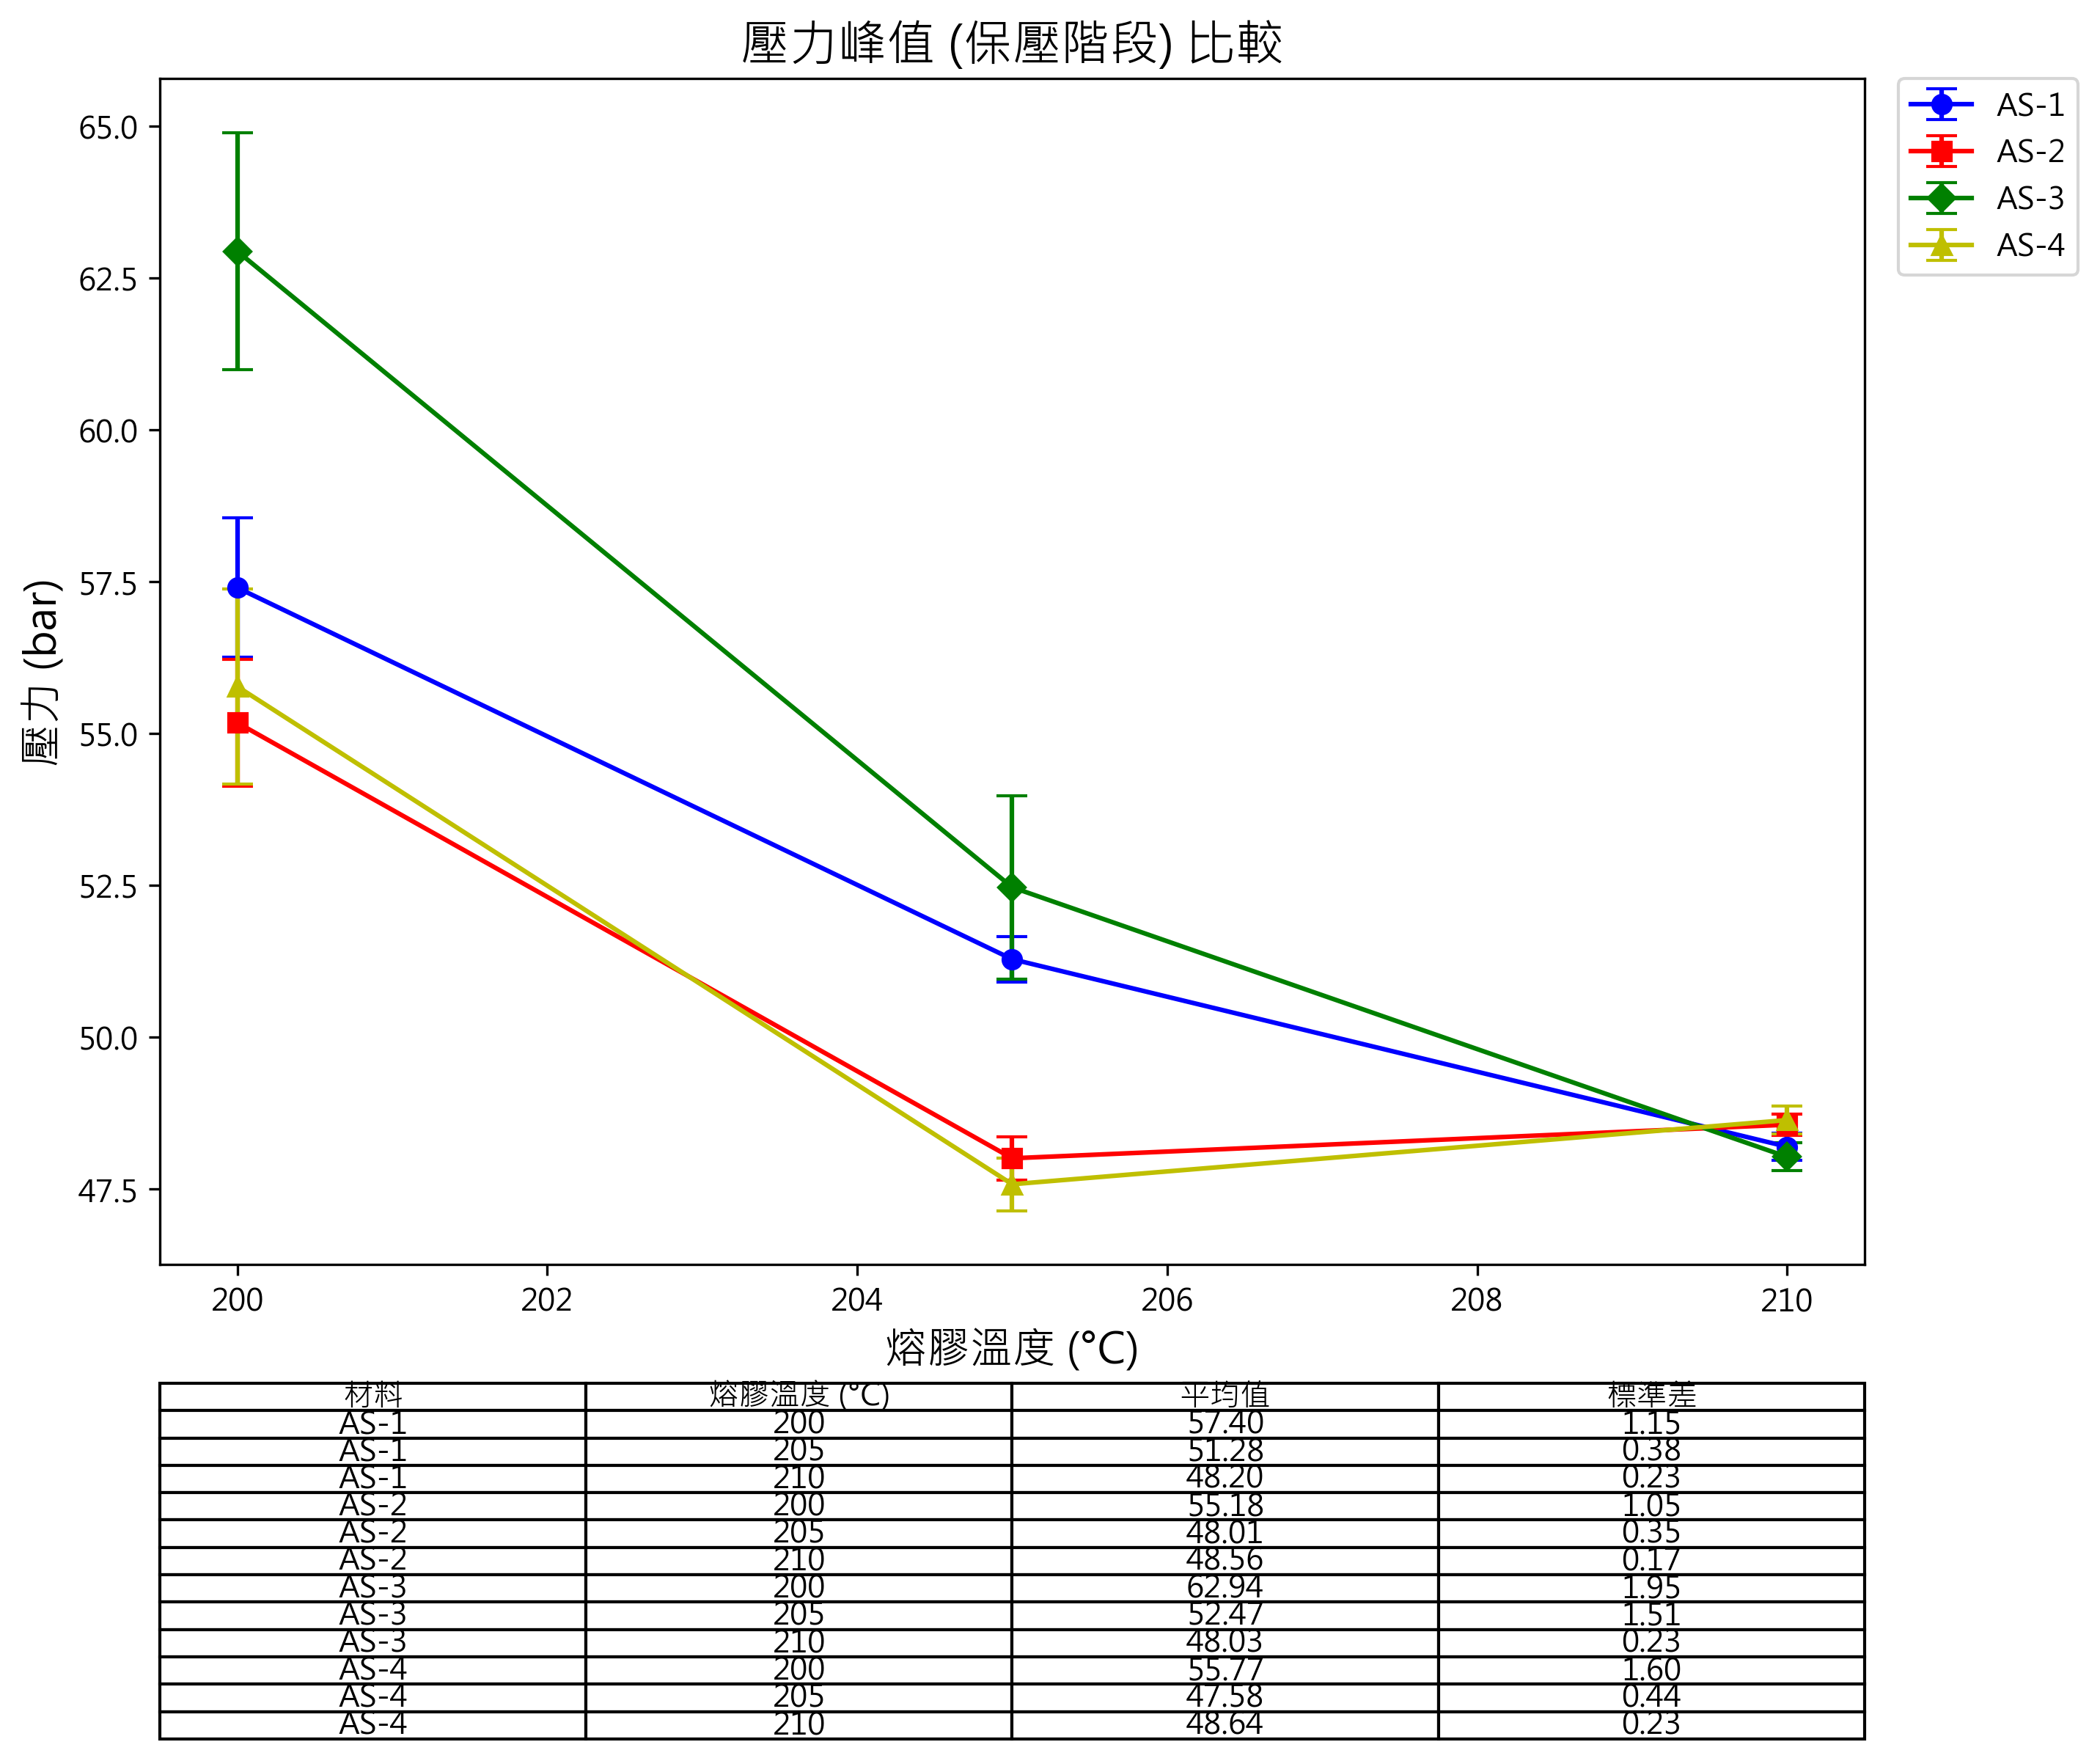 壓力峰值 (保壓階段) 比較
AS-1
AS-2
AS-3
AS-4
壓力 (bar)
65.0
62.5
60.0
57.5
55.0
52.5
50.0
47.5
200 202 204 206 208 210
熔膠溫度 (°C)
材料 熔膠溫度 (°C) 平均值 標準差
AS-1 200 57.40 1.15
AS-1 205 51.28 0.38
AS-1 210 48.20 0.23
AS-2 200 55.18 1.05
AS-2 205 48.01 0.35
AS-2 210 48.56 0.17
AS-3 200 62.94 1.95
AS-3 205 52.47 1.51
AS-3 210 48.03 0.23
AS-4 200 55.77 1.60
AS-4 205 47.58 0.44
AS-4 210 48.64 0.23